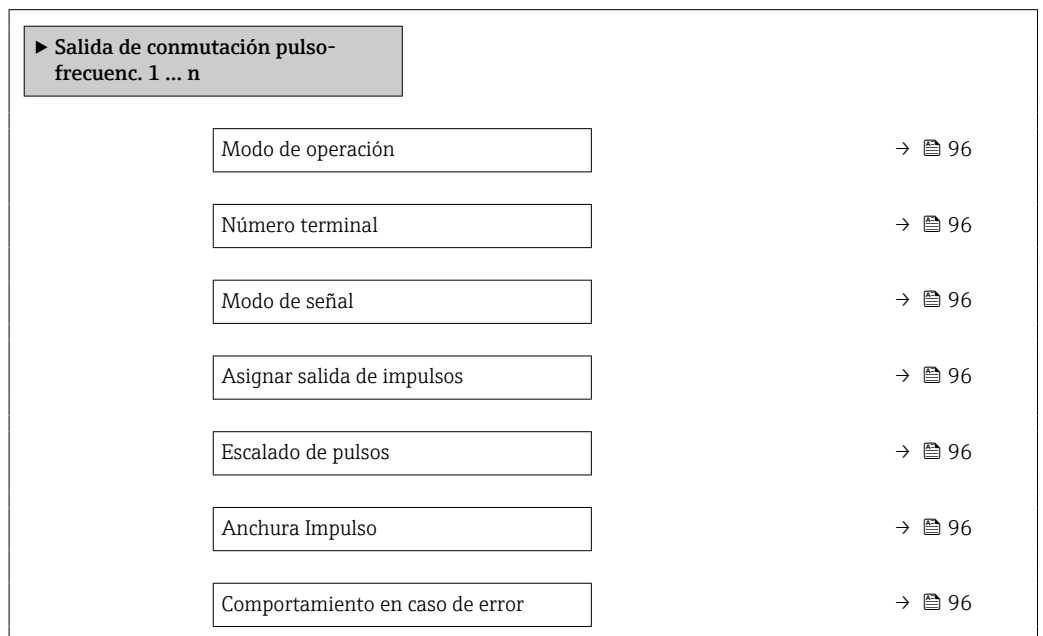 ▶ Salida de conmutación pulso-
frecuenc. 1 ... n
Modo de operación → 96
Número terminal → 96
Modo de señal → 96
Asignar salida de impulsos → 96
Escalado de pulsos → 96
Anchura Impulso → 96
Comportamiento en caso de error → 96